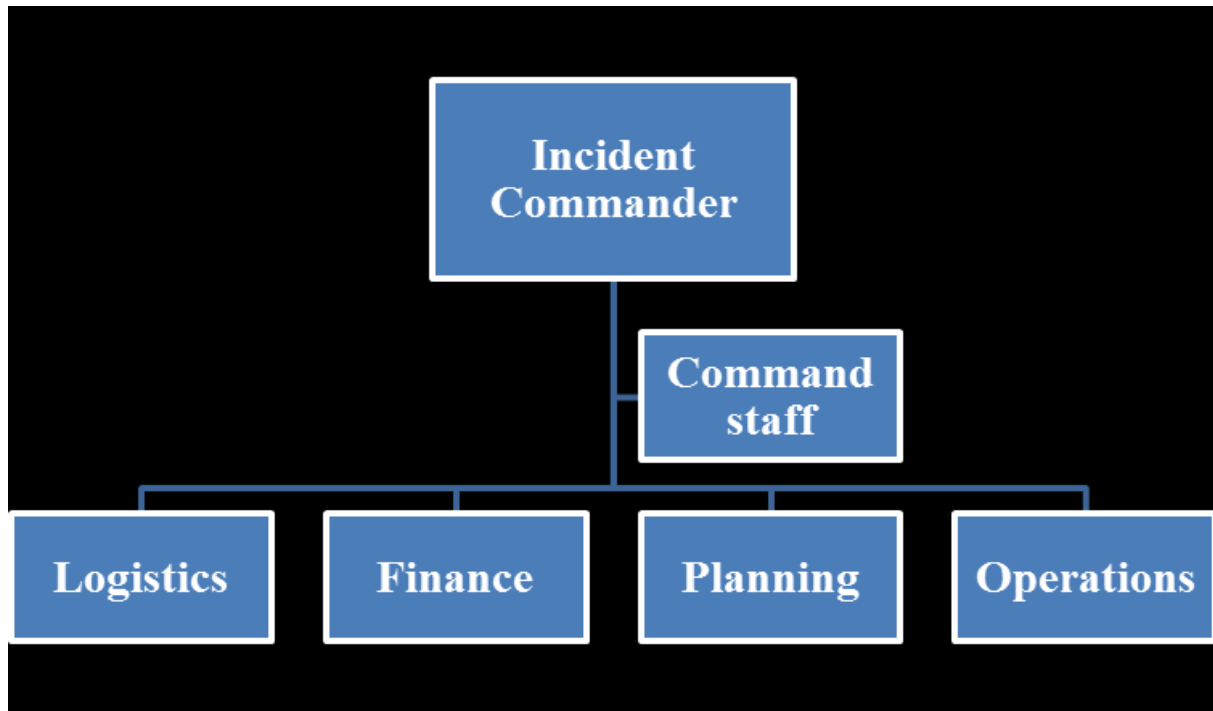 Incident
Commander
Command
staff
Logistics
Finance
Planning
Operations